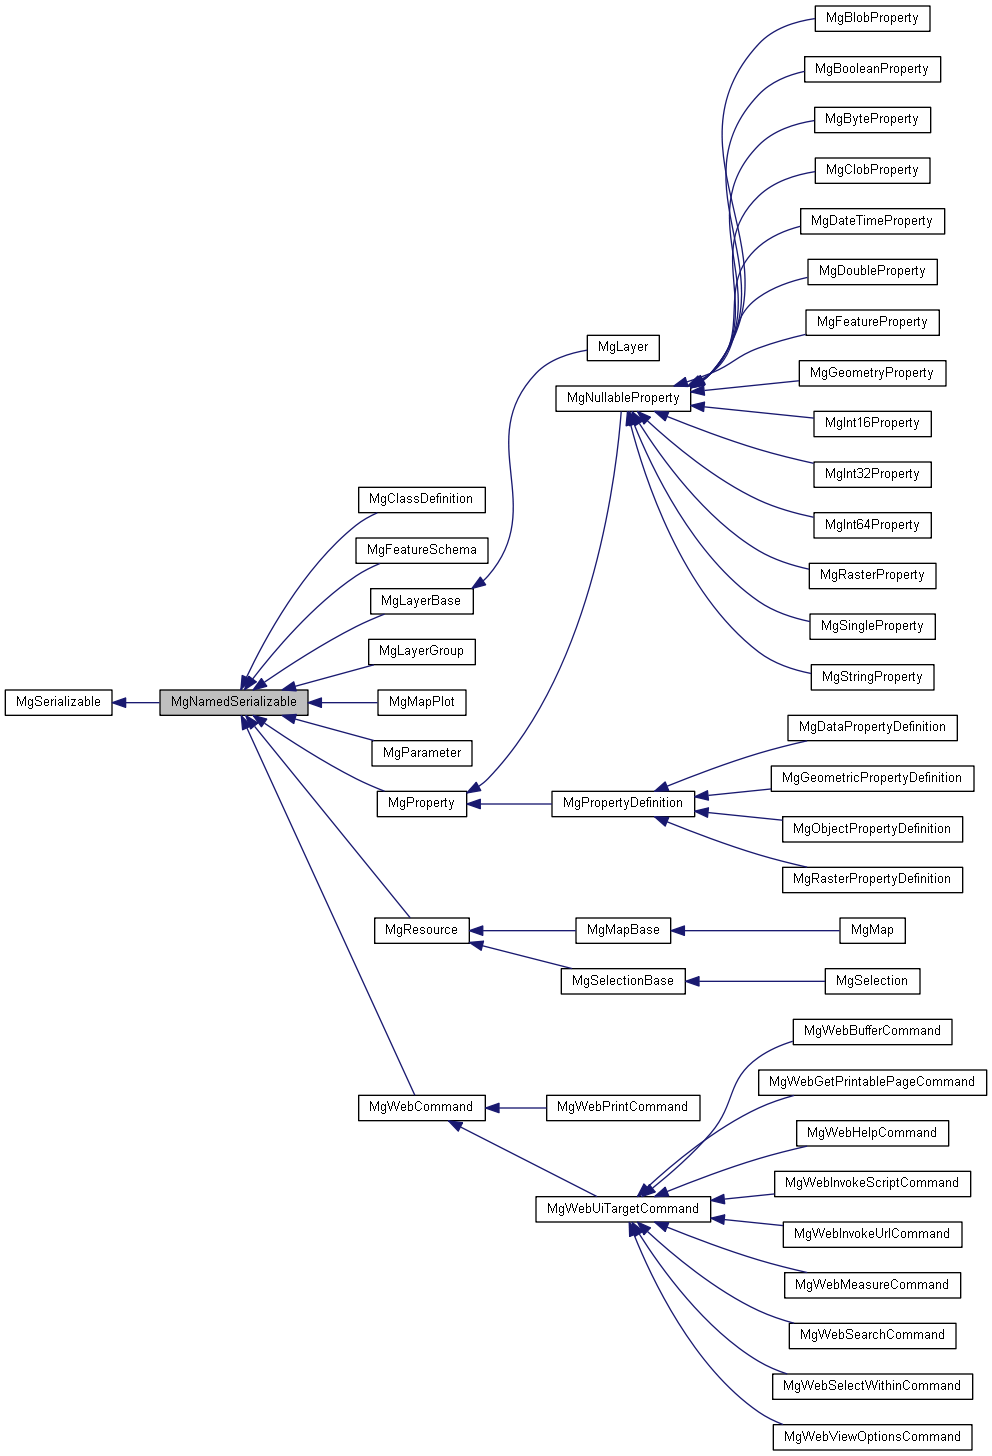 MgBlobProperty
MgBooleanProperty
MgByteProperty
MgClobProperty
MgDateTimeProperty
MgDoubleProperty
MgFeatureProperty
MgLayer
MgGeometryProperty
MgNullableProperty
MgInt16Property
MgInt32Property
MgClassDefinition
MgInt64Property
MgFeatureSchema
MgRasterProperty
MgLayerBase
MgSingleProperty
MgLayerGroup
MgStringProperty
MgSerializable
MgNamedSerializable
MgMapPlot
MgDataPropertyDefinition
MgParameter
MgGeometricPropertyDefinition
MgProperty
MgPropertyDefinition
MgObjectPropertyDefinition
MgRasterPropertyDefinition
MgResource
MgMapBase
MgMap
MgSelectionBase
MgSelection
MgWebBufferCommand
MgWebGetPrintablePageCommand
MgWebCommand
MgWebPrintCommand
MgWebHelpCommand
MgWebInvokeScriptCommand
MgWebUiTargetCommand
MgWebInvokeUrlCommand
MgWebMeasureCommand
MgWebSearchCommand
MgWebSelectWithinCommand
MgWebViewOptionsCommand